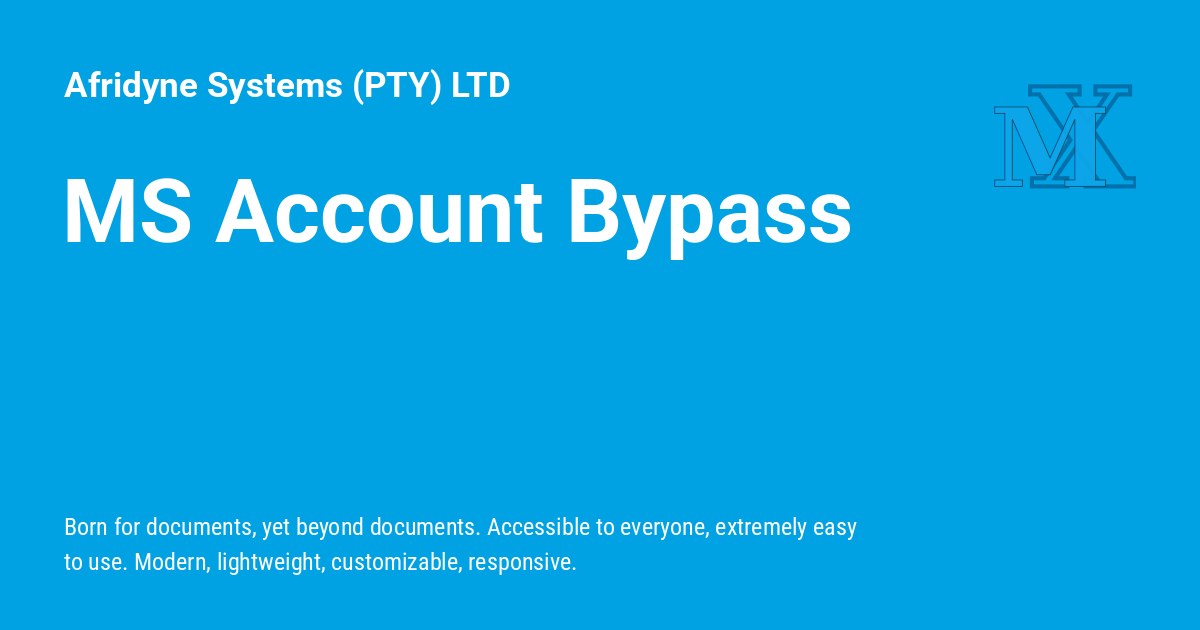 Afridyne Systems (PTY) LTD
MX
MS Account Bypass
Born for documents, yet beyond documents. Accessible to everyone, extremely easy
to use. Modern, lightweight, customizable, responsive.